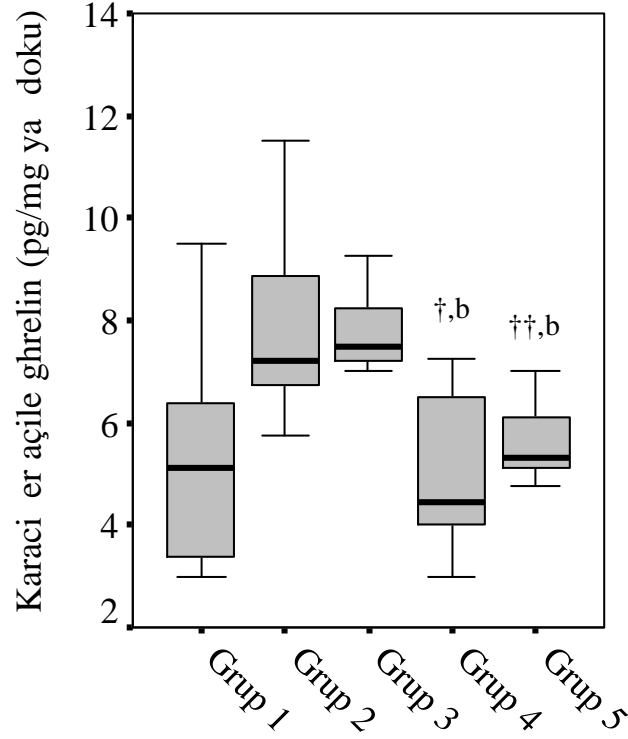 Karaci er açile ghrelin (pg/mg ya doku)
14
12
10
8
6
4
2
†,b
††,b
Grup 1
Grup 2
Grup 3
Grup 4
Grup 5